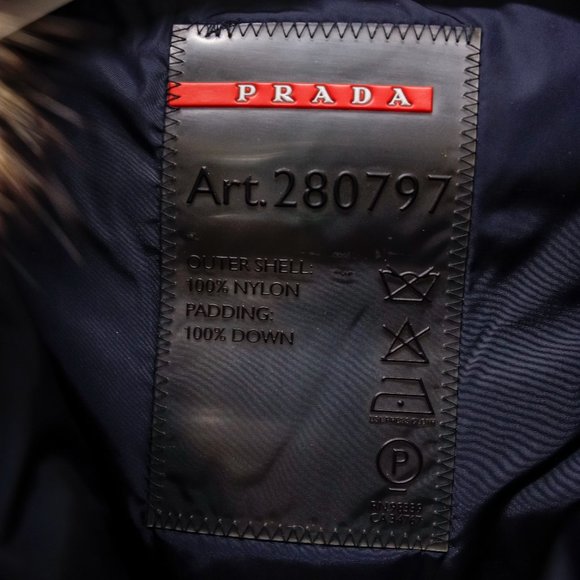 PRADA
Art.280797
OUTER SHELL:
100% NYLON
PADDING:
100% DOWN
P